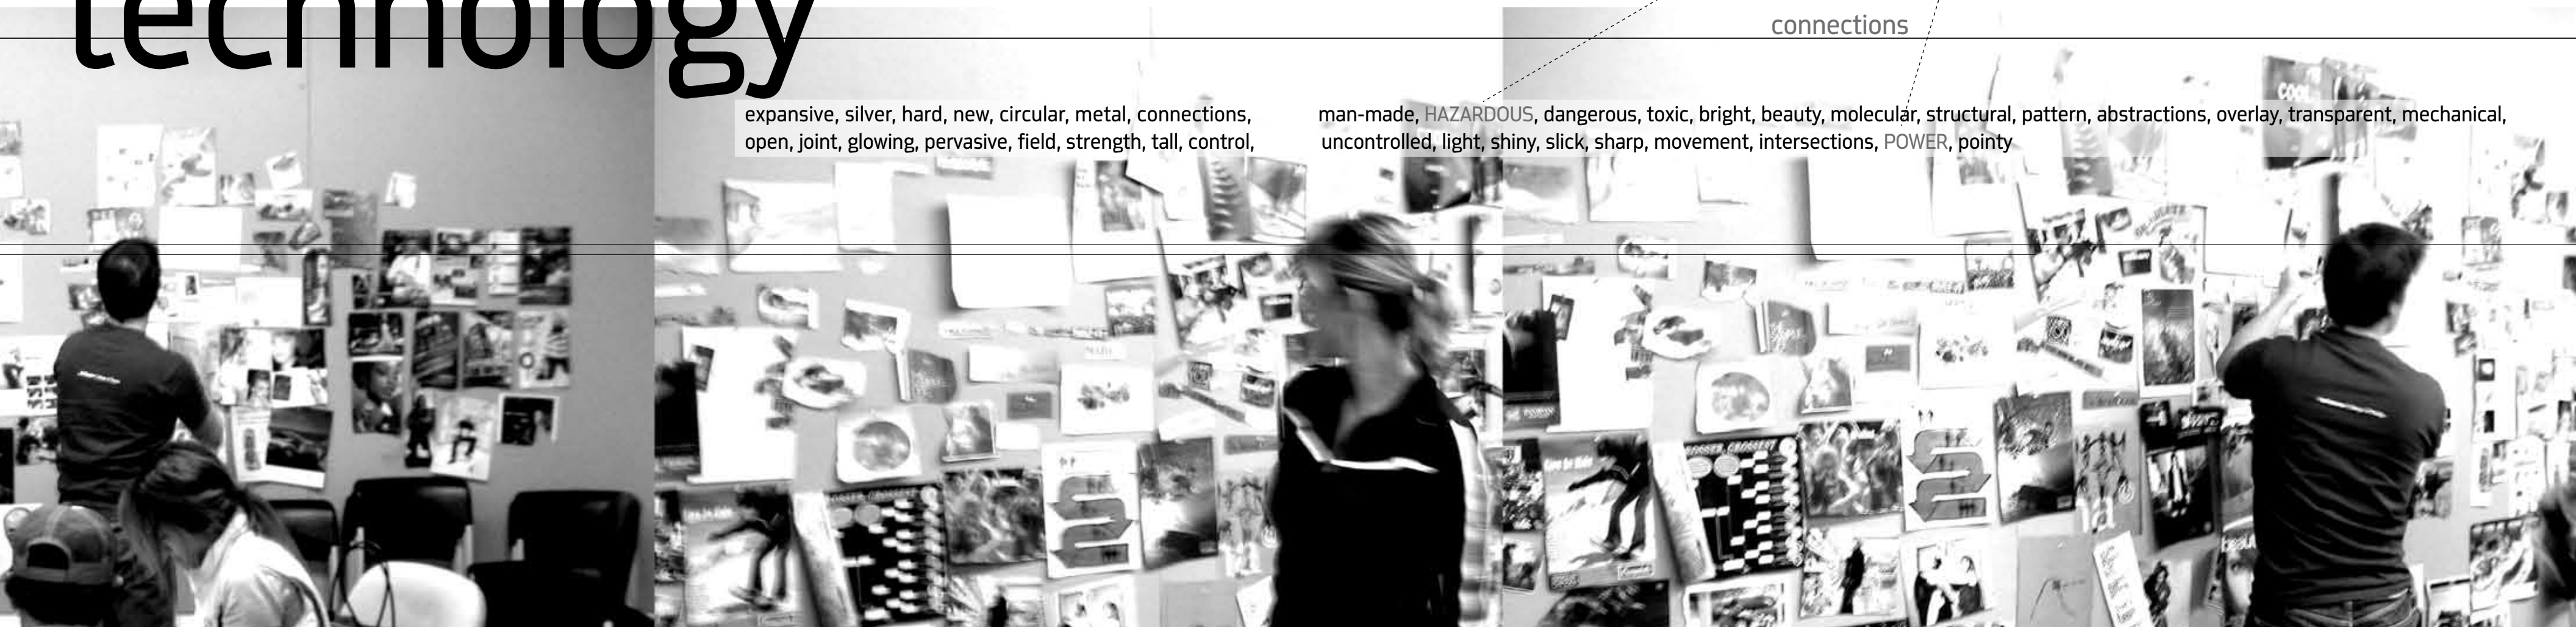 technology
connections
expansive, silver, hard, new, circular, metal, connections,
open, joint, glowing, pervasive, field, strength, tall, control,
man-made, HAZARDOUS, dangerous, toxic, bright, beauty, molecular, structural, pattern, abstractions, overlay, transparent, mechanical,
uncontrolled, light, shiny, slick, sharp, movement, intersections, POWER, pointy
COOL